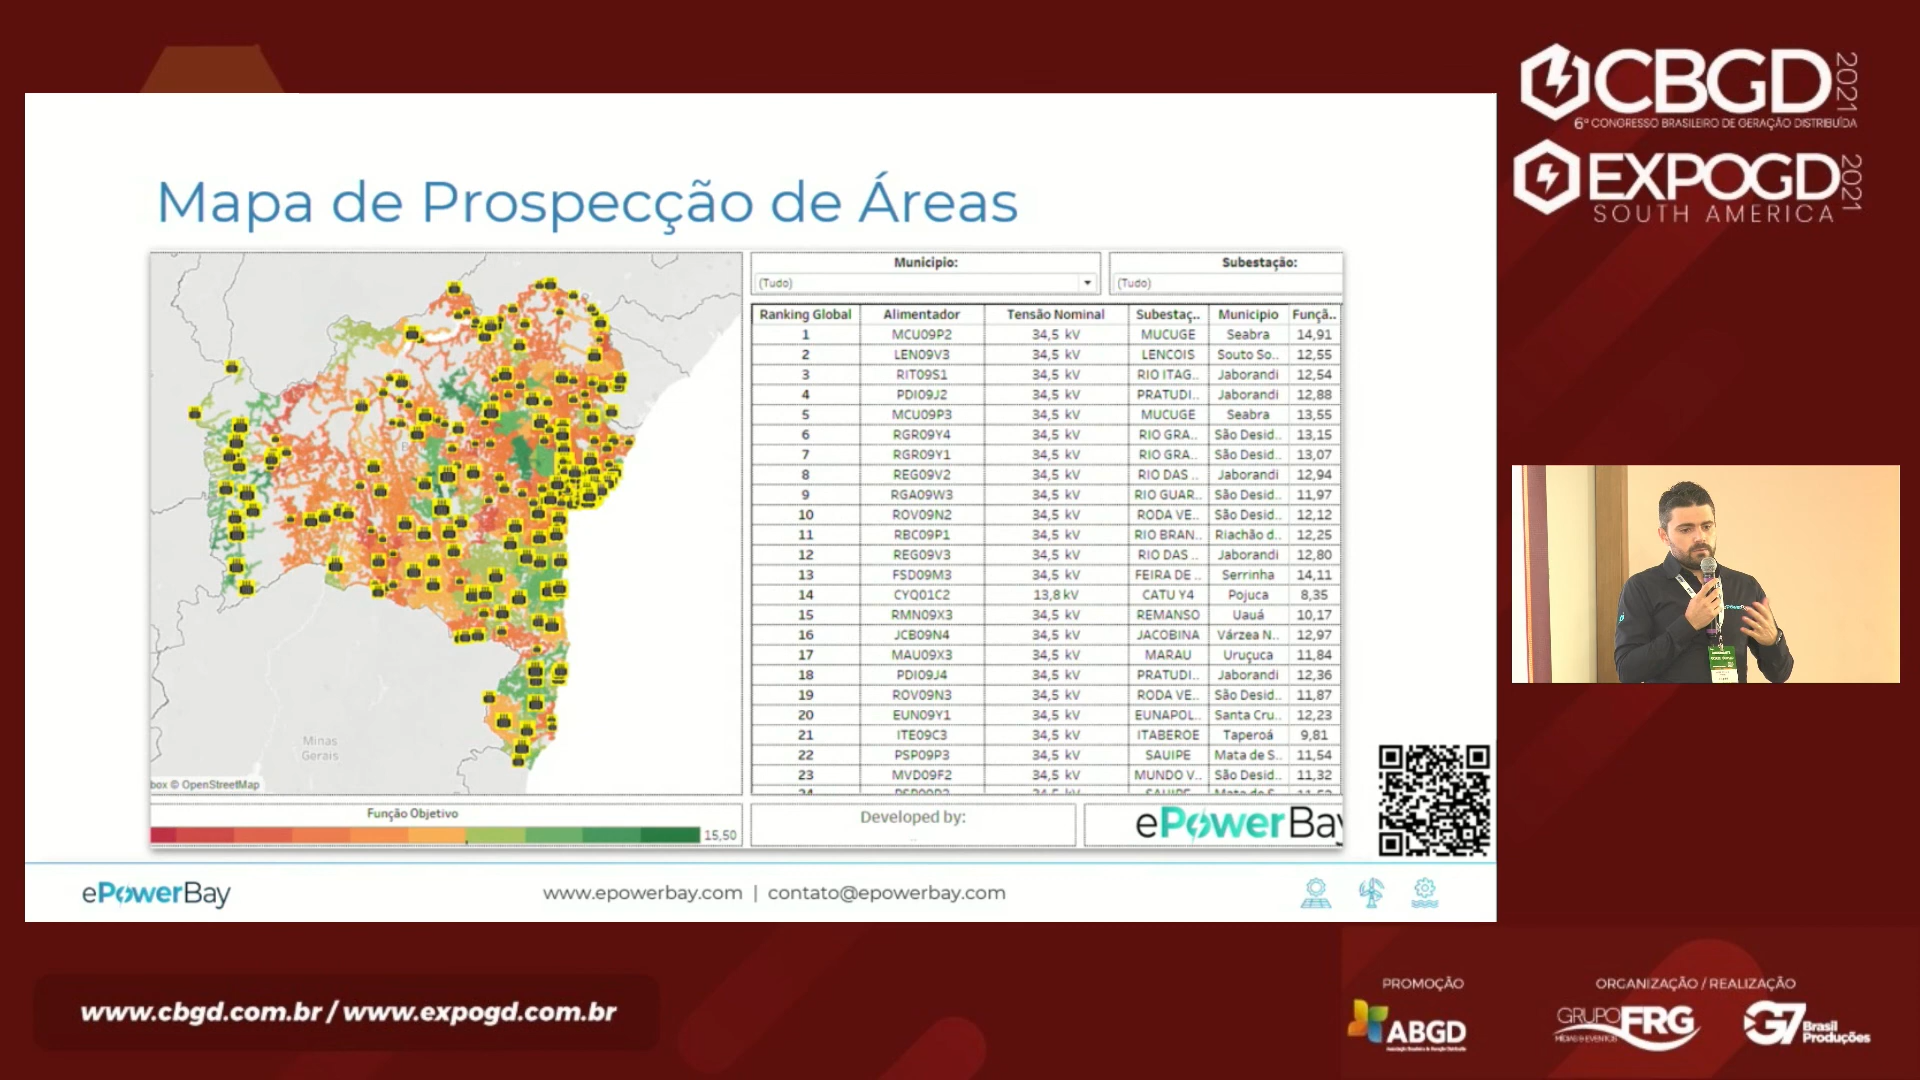 CBGD 2021
6º CONGRESSO BRASILEIRO DE GERAÇÃO DISTRIBUÍDA
EXPOGD 2021
SOUTH AMERICA
Mapa de Prospecção de Áreas
Municipio:
(Tudo)
Subestação:
(Tudo)
Ranking Global Alimentador Tensão Nominal Subestaç.. Municipio Funçã..
1 MCU09P2 34,5 kV MUCUGE Seabra 14,91
2 LEN09V3 34,5 kV LENCOIS Souto So.. 12,55
3 RIT09S1 34,5 kV RIO ITAG.. Jaborandi 12,54
4 PDI09J2 34,5 kV PRATUDI.. Jaborandi 12,88
5 MCU09P3 34,5 kV MUCUGE Seabra 13,55
6 RGR09Y4 34,5 kV RIO GRA.. São Desid.. 13,15
7 RGR09Y1 34,5 kV RIO GRA.. São Desid.. 13,07
8 REG09V2 34,5 kV RIO DAS .. Jaborandi 12,94
9 RGA09W3 34,5 kV RIO GUAR.. São Desid.. 11,97
10 ROV09N2 34,5 kV RODA VE.. São Desid.. 12,12
11 RBC09P1 34,5 kV RIO BRAN.. Riachão d.. 12,25
12 REG09V3 34,5 kV RIO DAS .. Jaborandi 12,80
13 FSD09M3 34,5 kV FEIRA DE .. Serrinha 14,11
14 CYQ01C2 13,8 kV CATU Y4 Pojuca 8,35
15 RMN09X3 34,5 kV REMANSO Uauá 10,17
16 JCB09N4 34,5 kV JACOBINA Várzea N.. 12,97
17 MAU09X3 34,5 kV MARAU Uruçuca 11,84
18 PDI09J4 34,5 kV PRATUDI.. Jaborandi 12,36
19 ROV09N3 34,5 kV RODA VE.. São Desid.. 11,87
20 EUN09Y1 34,5 kV EUNAPOL.. Santa Cru.. 12,23
21 ITE09C3 34,5 kV ITABEROE Taperoá 9,81
22 PSP09P3 34,5 kV SAUIPE Mata de S.. 11,54
23 MVD09F2 34,5 kV MUNDO V.. São Desid.. 11,32
Minas
Gerais
box © OpenStreetMap
Função Objetivo
15,50
Developed by:
ePowerBay
ePowerBay
www.epowerbay.com | contato@epowerbay.com
www.cbgd.com.br / www.expogd.com.br
PROMOÇÃO
ABGD
ORGANIZAÇÃO / REALIZAÇÃO
GRUPO FRG
MÍDIAS & EVENTOS
G7 Brasil Produções